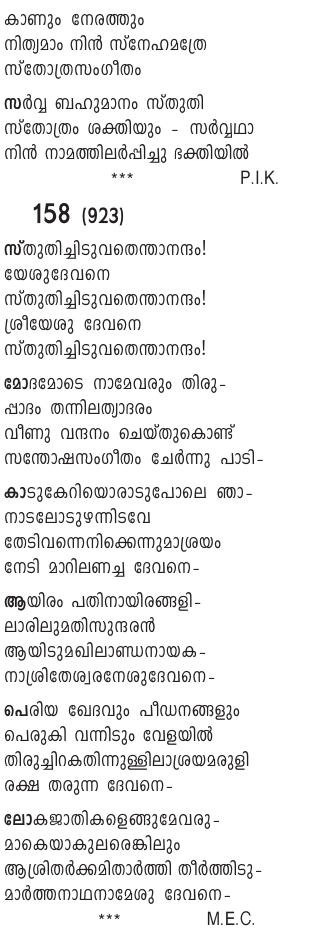 കാണും നേരത്തും
നിത്യമാം നിൻ സ്നേഹമത്രേ
സ്തോത്രസംഗീതം
സർവ്വ ബഹുമാനം സ്തുതി
സ്തോത്രം ശക്തിയും - സർവ്വഥാ
നിൻ നാമത്തിലർപ്പിച്ചു ഭക്തിയിൽ
*** P.I.K.
158 (923)
സ്തുതിച്ചിടുവതെന്താനന്ദം!
യേശുദേവനെ
സ്തുതിച്ചിടുവതെന്താനന്ദം!
ശ്രീയേശു ദേവനെ
സ്തുതിച്ചിടുവതെന്താനന്ദം!
മോദമോടെ നാമേവരും തിരു-
പ്പാദം തന്നിലത്യാദരം
വീണു വന്ദനം ചെയ്തുകൊണ്ട്
സന്തോഷസംഗീതം ചേർന്നു പാടി-
കാടുകേറിയൊരാടുപോലെ ഞാ-
നാടലോടുഴന്നിടവേ
തേടിവന്നെനിക്കെന്നുമാശ്രയം
നേടി മാറിലണച്ച ദേവനെ-
ആയിരം പതിനായിരങ്ങളി-
ലാരിലുമതിസുന്ദരൻ
ആയിടുമഖിലാണ്ഡനായക-
നാശ്രിതേശ്വരനേശുദേവനെ-
പെരിയ ഖേദവും പീഡനങ്ങളും
പെരുകി വന്നിടും വേളയിൽ
തിരുച്ചിറകതിന്നുള്ളിലാശ്രയമരുളി
രക്ഷ തരുന്ന ദേവനെ-
ലോകജാതികളെങ്ങുമേവരു-
മാകെയാകുലരെങ്കിലും
ആശ്രിതർക്കമിതാർത്തി തീർത്തിടു-
മാർത്തനാഥനാമേശു ദേവനെ-
*** M.E.C.